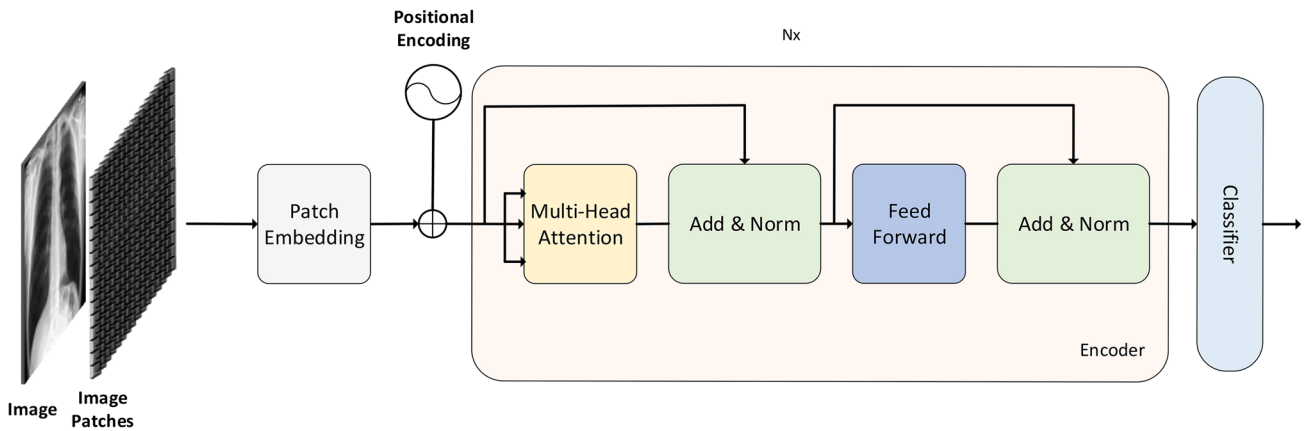 Positional
Encoding
Nx
Patch
Embedding
Multi-Head
Attention
Add & Norm
Feed
Forward
Add & Norm
Classifier
Encoder
Image
Image
Patches